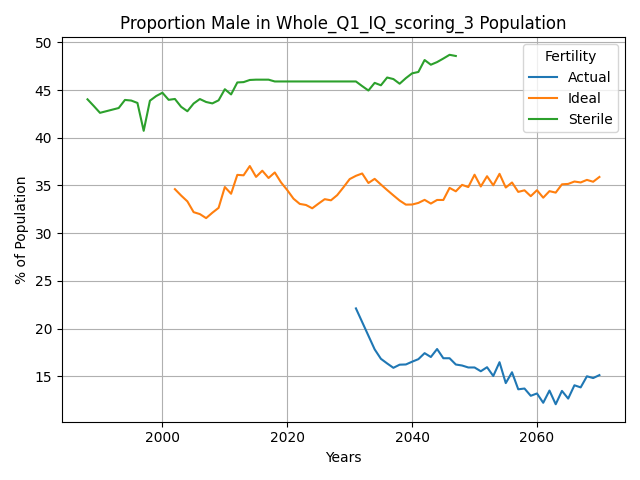 Proportion Male in Whole_Q1_IQ_scoring_3 Population
% of Population
50
45
40
35
30
25
20
15
Fertility
Actual
Ideal
Sterile
2000
2020
2040
2060
Years